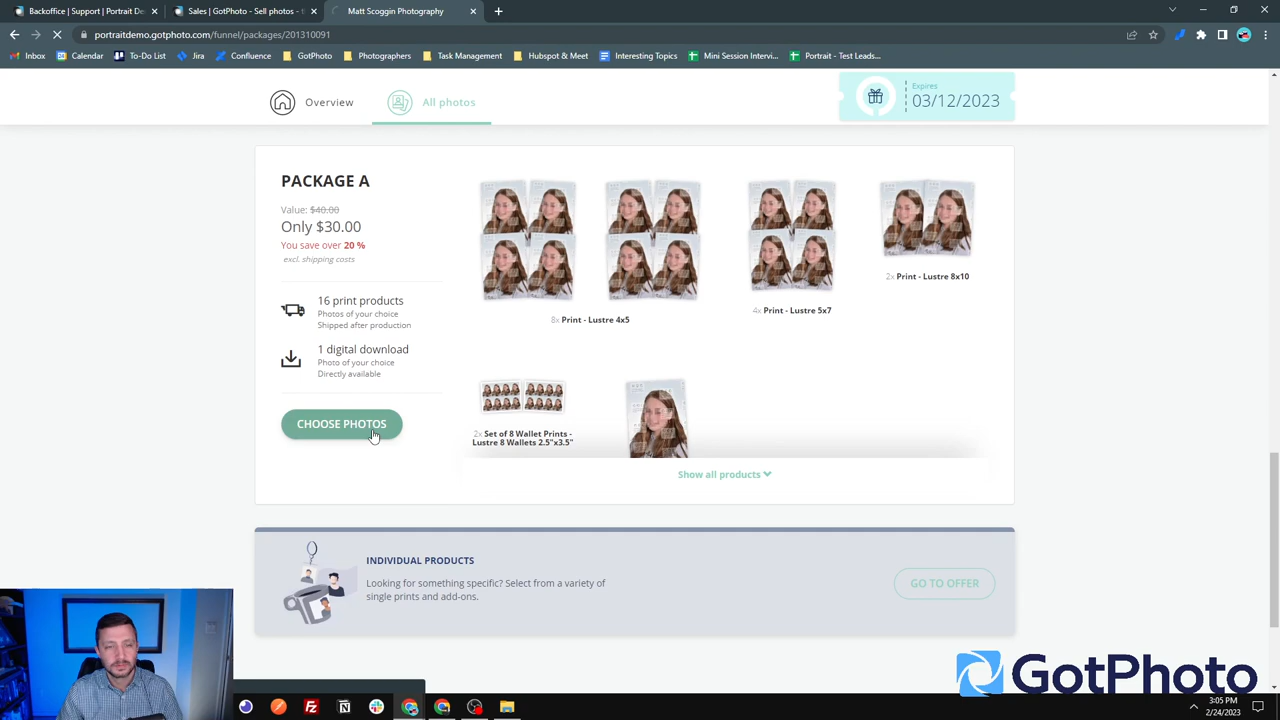 Backoffice | Support | Portrait Den
Sales | GotPhoto | Photography - t
Matt Scoggin Photography
portraitdemo.gotphoto.com/funnel/packages/201310091
Inbox
Calendar
To-Do List
Jira
Confluence
GotPhoto
Photographers
Task Management
Hubspot & Meet
Interesting Topics
Mini Session Intervi...
Portrait - Test Leads...
Overview
All photos
Expires
03/12/2023
PACKAGE A
Value: $40.00
Only $30.00
You save over 20 %
excl. shipping costs
16 print products
Photos of your choice
Shipped after production
1 digital download
Photo of your choice
Directly available
CHOOSE PHOTOS
8x Print - Lustre 4x5
4x Print - Lustre 5x7
2x Print - Lustre 8x10
2x Set of 8 Wallet Prints -
Lustre 8 Wallets 2.5"x3.5"
Show all products
INDIVIDUAL PRODUCTS
Looking for something specific? Select from a variety of
single prints and add-ons.
GO TO OFFER
GotPhoto
3:05 PM
2/24/2023